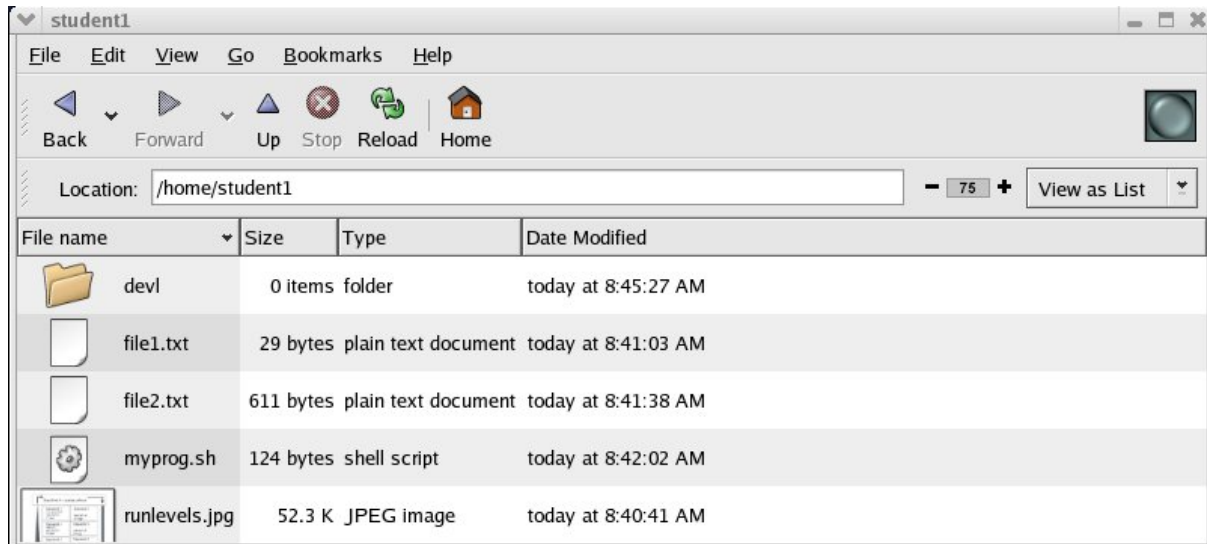 student1
File Edit View Go Bookmarks Help
Back Forward Up Stop Reload Home
Location: /home/student1 75 View as List
File name Size Type Date Modified
devl 0 items folder today at 8:45:27 AM
file1.txt 29 bytes plain text document today at 8:41:03 AM
file2.txt 611 bytes plain text document today at 8:41:38 AM
myprog.sh 124 bytes shell script today at 8:42:02 AM
runlevels.jpg 52.3 K JPEG image today at 8:40:41 AM